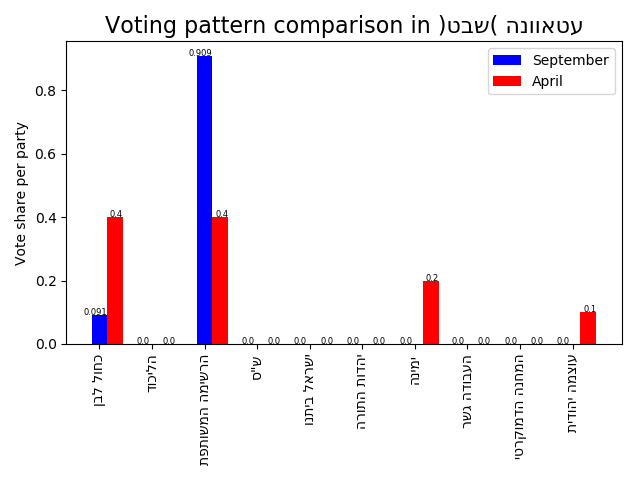 Voting pattern comparison in עטאוונה (שבט)
September
April
Vote share per party
0.8
0.6
0.4
0.2
0.0
0.091
0.4
0.0
0.0
0.909
0.4
0.0
0.0
0.0
0.0
0.0
0.0
0.0
0.2
0.0
0.0
0.0
0.0
0.0
0.1
כחול לבן
הליכוד
הרשימה המשותפת
ש"ס
ישראל ביתנו
יהדות התורה
ימינה
העבודה גשר
המחנה הדמוקרטי
עוצמה יהודית